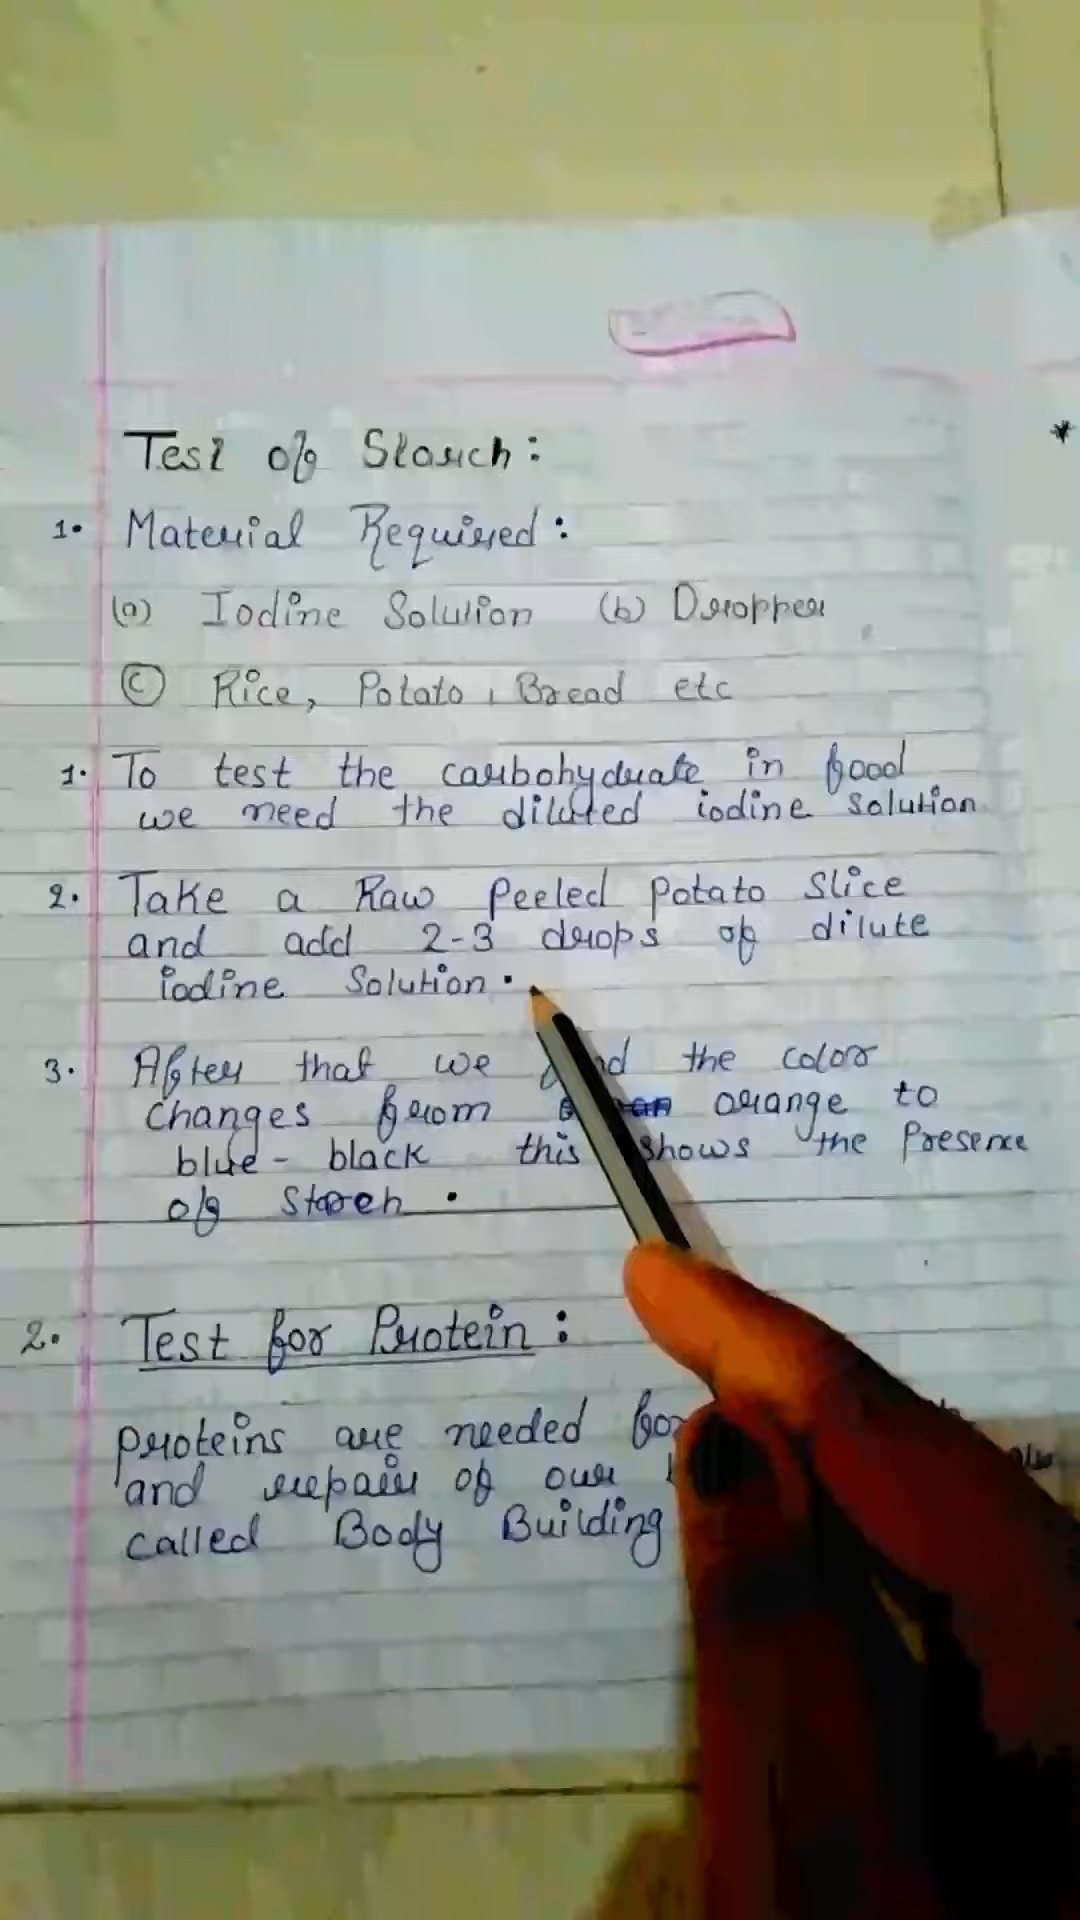 Test of Starch:
1. Material Required:
(a) Iodine Solution (b) Dropper
(c) Rice, Potato, Bread etc
1. To test the carbohydrate in food
we need the diluted iodine Solution
2. Take a Raw Peeled Potato Slice
and add 2-3 drops of dilute
iodine Solution.
3. After that we the color
changes from orange to
blue-black this shows the Presence
of Starch.
2. Test for Protein:
proteins are needed for
and repair of our
called Body Building
*